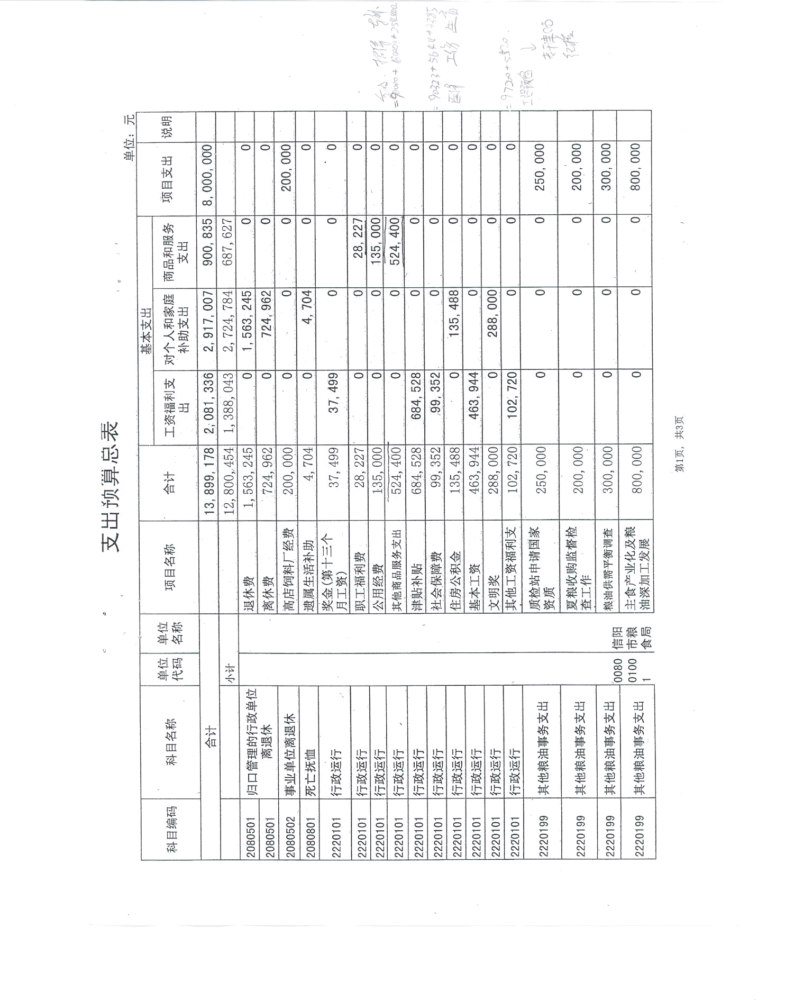 支出预算总表
单位：元
科目编码 科目名称 单位代码 单位名称 项目名称 合计 基本支出 项目支出 说明
工资福利支出 对个人和家庭补助支出 商品和服务支出
合计 13,899,178 2,081,336 2,917,007 900,835 8,000,000
小计 12,800,454 1,388,043 2,724,784 687,627
2080501 归口管理的行政单位离退休 退休费 1,563,245 0 1,563,245 0 0
2080501 离休费 724,962 0 724,962 0 0
2080502 事业单位离退休 高店饲料厂经费 200,000 0 0 0 200,000
2080801 死亡抚恤 遗属生活补助 4,704 0 4,704 0 0
2220101 行政运行 奖金(第十三个月工资) 37,499 37,499 0 0 0
2220101 行政运行 职工福利费 28,227 0 0 28,227 0
2220101 行政运行 公用经费 135,000 0 0 135,000 0
2220101 行政运行 其他商品服务支出 524,400 0 0 524,400 0
=90000+180000+254400
2220101 行政运行 津贴补贴 684,528 684,528 0 0 0
2220101 行政运行 社会保障费 99,352 99,352 0 0 0
=90323+5644+3385
医保 工伤 生育
2220101 行政运行 住房公积金 135,488 0 135,488 0 0
2220101 行政运行 基本工资 463,944 463,944 0 0 0
2220101 行政运行 文明奖 288,000 0 288,000 0 0
2220101 行政运行 其他工资福利支 102,720 102,720 0 0 0
=97200+5520
纪检
2220199 其他粮油事务支出 质检站申请国家资质 250,000 0 0 0 250,000
2220199 其他粮油事务支出 夏粮收购监督检查工作 200,000 0 0 0 200,000
2220199 其他粮油事务支出 粮油供需平衡调查 300,000 0 0 0 300,000
2220199 其他粮油事务支出 008001001 信阳市粮食局 主食产业化及粮油深加工发展 800,000 0 0 0 800,000
第1页，共3页